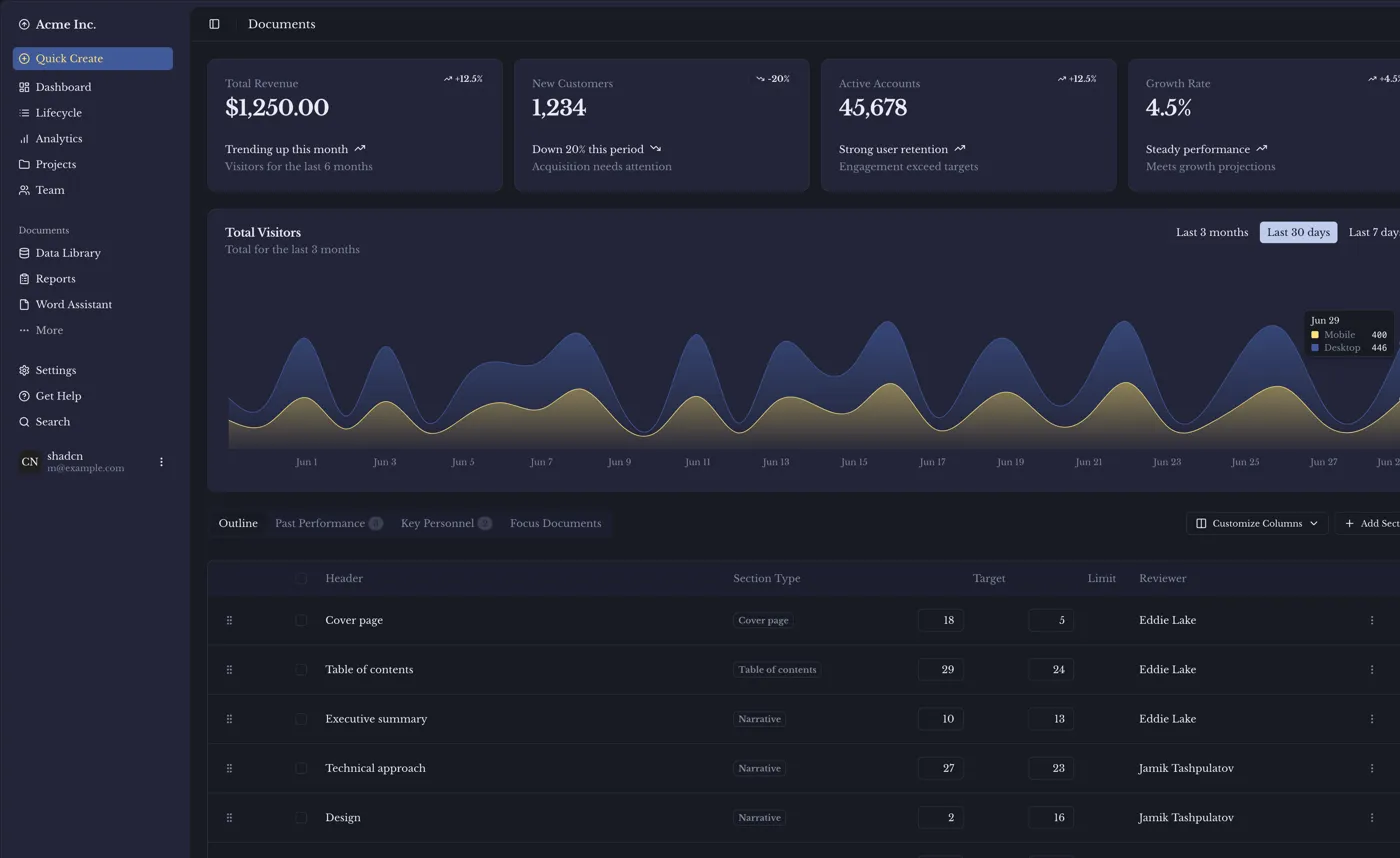 Acme Inc.
Quick Create
Dashboard
Lifecycle
Analytics
Projects
Team
Documents
Data Library
Reports
Word Assistant
More
Settings
Get Help
Search
CN
shadcn
m@example.com
Documents
Total Revenue
+12.5%
$1,250.00
Trending up this month
Visitors for the last 6 months
New Customers
-20%
1,234
Down 20% this period
Acquisition needs attention
Active Accounts
+12.5%
45,678
Strong user retention
Engagement exceed targets
Growth Rate
+4.5%
4.5%
Steady performance
Meets growth projections
Total Visitors
Total for the last 3 months
Last 3 months
Last 30 days
Last 7 day
Jun 29
Mobile 400
Desktop 446
Jun 1 Jun 3 Jun 5 Jun 7 Jun 9 Jun 11 Jun 13 Jun 15 Jun 17 Jun 19 Jun 21 Jun 23 Jun 25 Jun 27 Jun 2
Outline Past Performance Key Personnel Focus Documents
Customize Columns
Add Sect
Header Section Type Target Limit Reviewer
Cover page Cover page 18 5 Eddie Lake
Table of contents Table of contents 29 24 Eddie Lake
Executive summary Narrative 10 13 Eddie Lake
Technical approach Narrative 27 23 Jamik Tashpulatov
Design Narrative 2 16 Jamik Tashpulatov